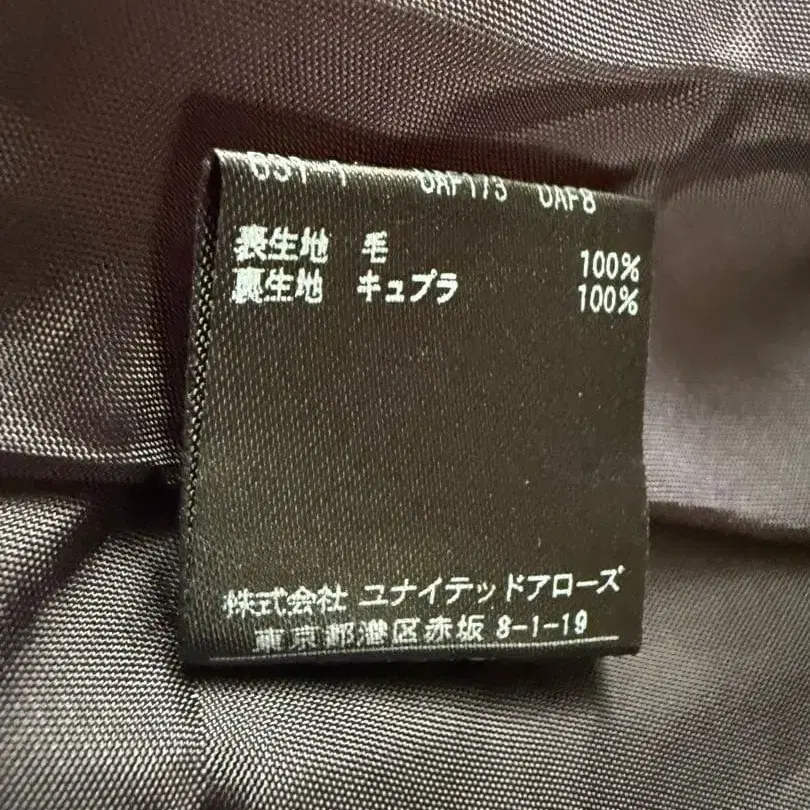 表生地 毛 100%
裏生地 キュプラ 100%
株式会社 ユナイテッドアローズ
東京都港区赤坂 8-1-19